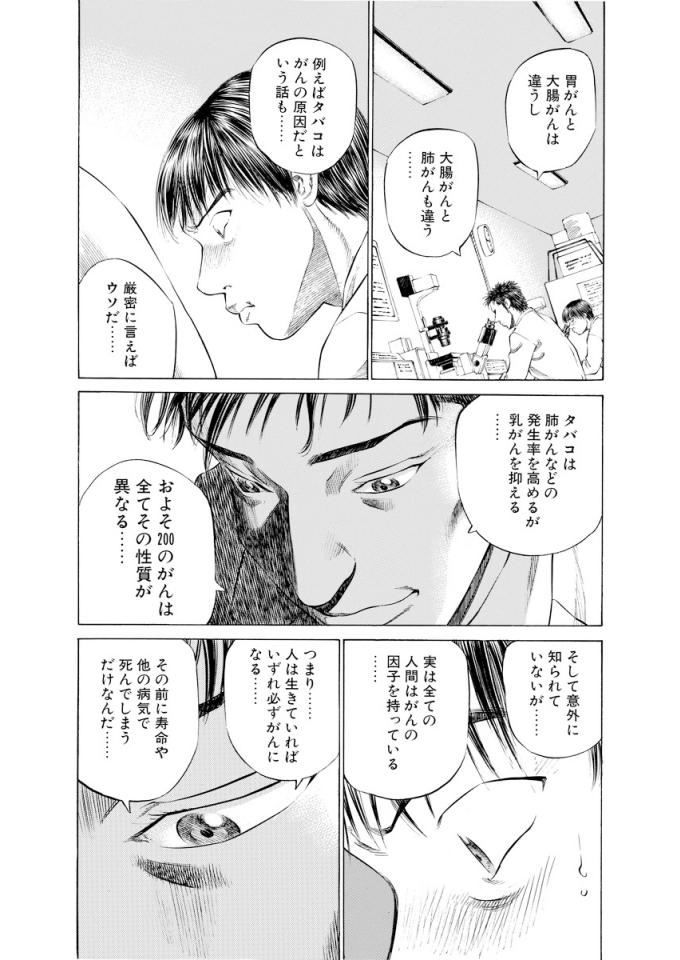 胃がんと
大腸がんは
違うし
大腸がんと
肺がんも違う
……
例えばタバコは
がんの原因だと
いう話も……
厳密に言えば
ウソだ……
タバコは
肺がんなどの
発生率を高めるが
乳がんを抑える
……
およそ200のがんは
全てその性質が
異なる……
そして意外に
知られて
いないが……
実は全ての
人間はがんの
因子を持っている
……
つまり……
人は生きていれば
いずれ必ずがんに
なる……
その前に寿命や
他の病気で
死んでしまう
だけなんだ……